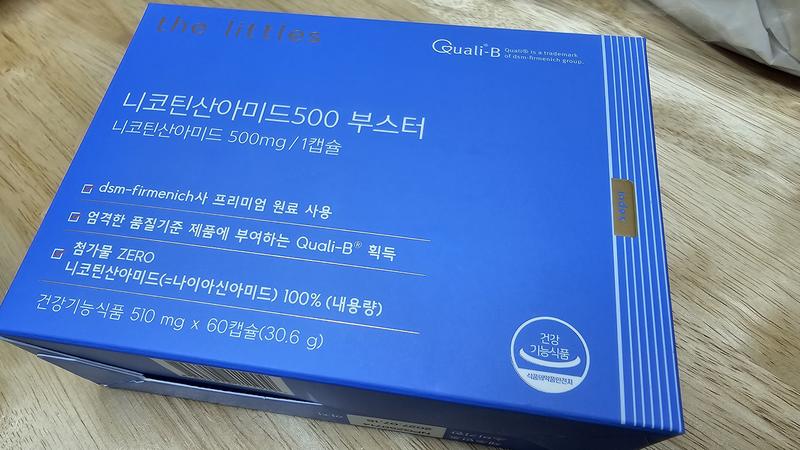 the littles
Quali®-B
Quali® is a trademark
of dsm-firmenich group.
니코틴산아미드500 부스터
니코틴산아미드 500mg/1캡슐
dsm-firmenich사 프리미엄 원료 사용
엄격한 품질기준 제품에 부여하는 Quali-B® 획득
첨가물 ZERO
니코틴산아미드(=나이아신아미드) 100% (내용량)
건강기능식품 510 mg x 60캡슐(30.6 g)
건강
기능식품
식품의약품안전처